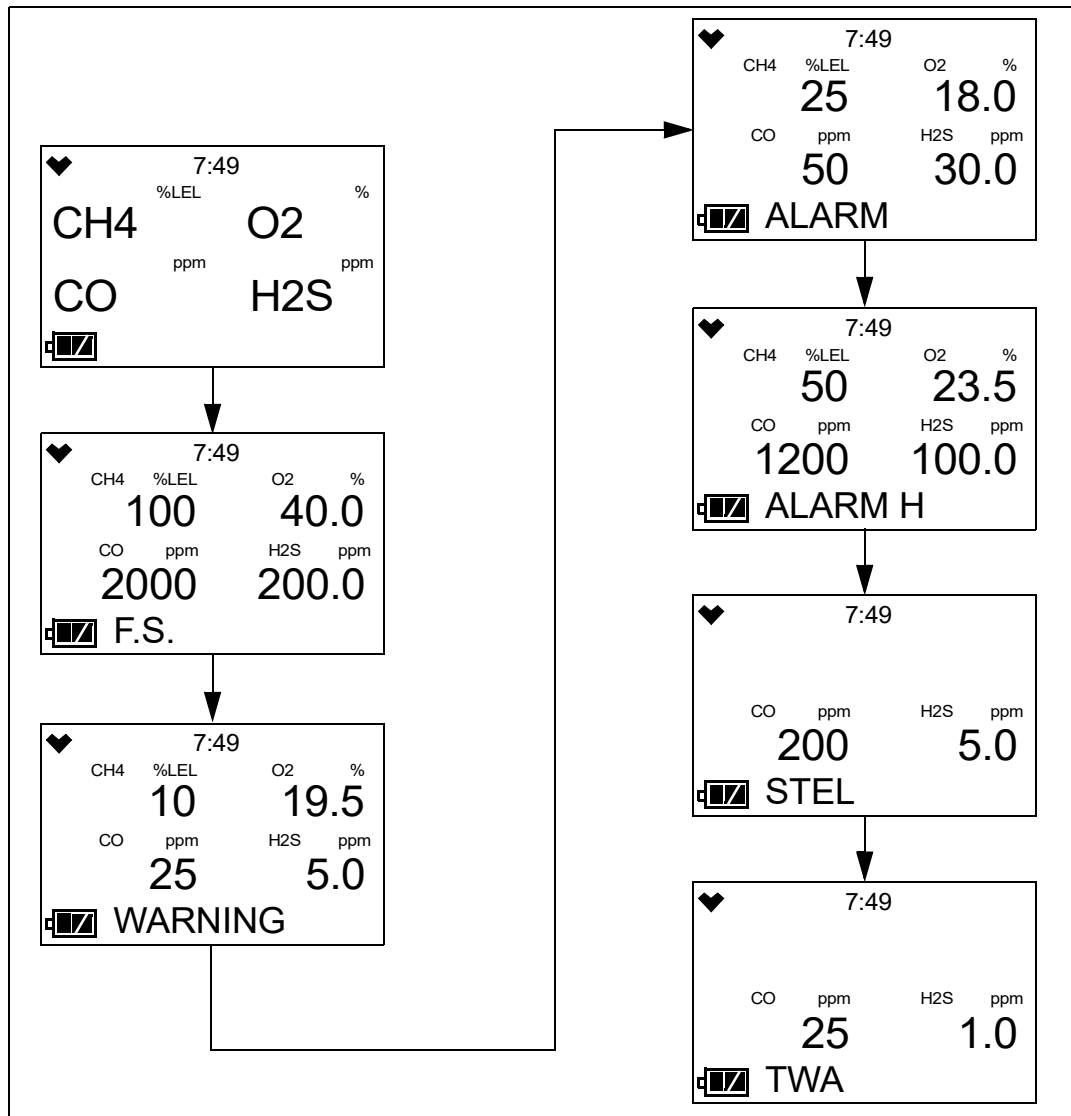 7:49
%LEL %
CH4 O2
ppm ppm
CO H2S
7:49
CH4 %LEL O2 %
100 40.0
CO ppm H2S ppm
2000 200.0
F.S.
7:49
CH4 %LEL O2 %
10 19.5
CO ppm H2S ppm
25 5.0
WARNING
7:49
CH4 %LEL O2 %
25 18.0
CO ppm H2S ppm
50 30.0
ALARM
7:49
CH4 %LEL O2 %
50 23.5
CO ppm H2S ppm
1200 100.0
ALARM H
7:49
CO ppm H2S ppm
200 5.0
STEL
7:49
CO ppm H2S ppm
25 1.0
TWA